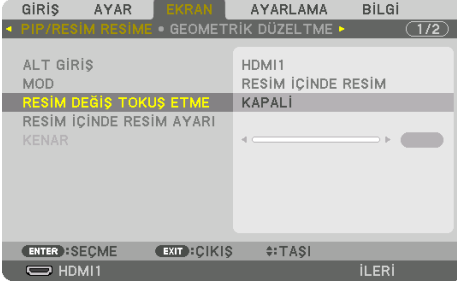 GİRİŞ AYAR EKRAN AYARLAMA BİLGİ
PIP/RESİM RESİME • GEOMETRİK DÜZELTME 1/2
ALT GİRİŞ HDMI1
MOD RESİM İÇİNDE RESİM
RESİM DEĞİŞ TOKUŞ ETME KAPALI
RESİM İÇİNDE RESİM AYARI
KENAR
ENTER :SEÇME EXIT :ÇIKIŞ :TAŞI
HDMI1 İLERİ